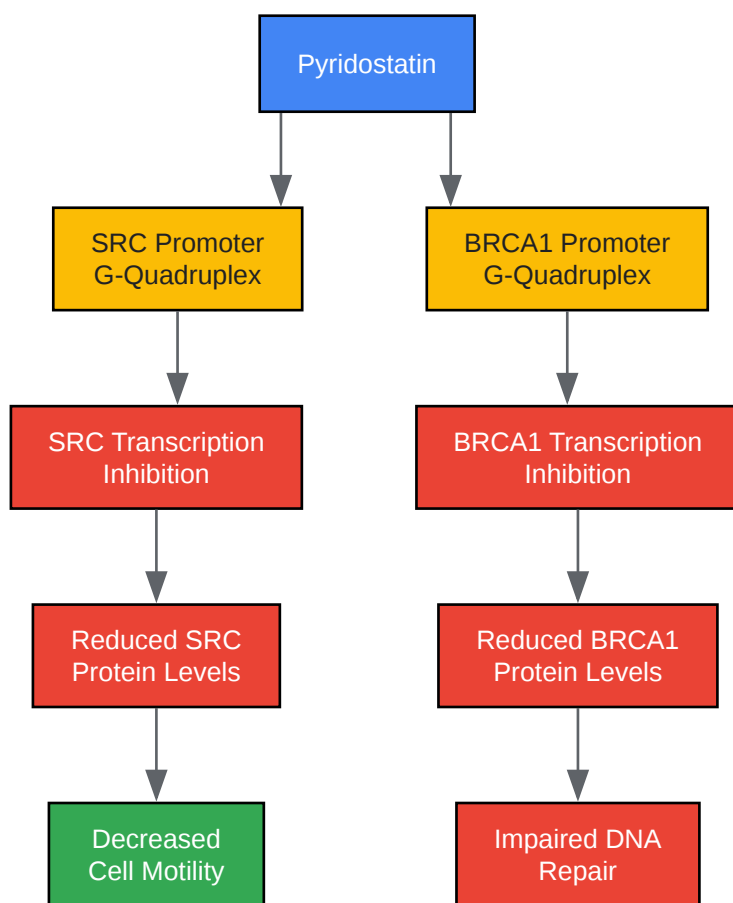 Pyridostatin
SRC Promoter
G-Quadruplex
BRCA1 Promoter
G-Quadruplex
SRC Transcription
Inhibition
BRCA1 Transcription
Inhibition
Reduced SRC
Protein Levels
Reduced BRCA1
Protein Levels
Decreased
Cell Motility
Impaired DNA
Repair